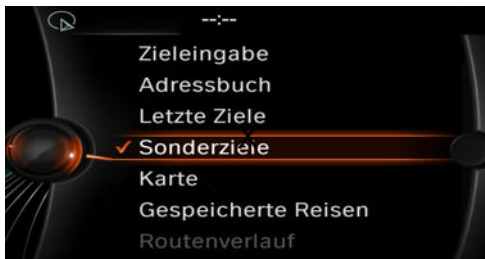 --:--
Zieleingabe
Adressbuch
Letzte Ziele
Sonderziele
Karte
Gespeicherte Reisen
Routenverlauf